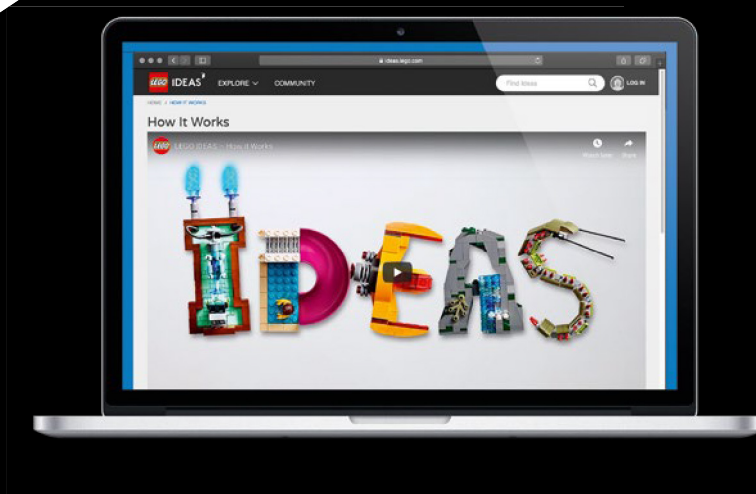 ideas.lego.com
LEGO IDEAS EXPLORE COMMUNITY Find Ideas LOG IN
HOME > HOW IT WORKS
How It Works
LEGO LEGO IDEAS – How It Works
Watch later Share
IDEAS